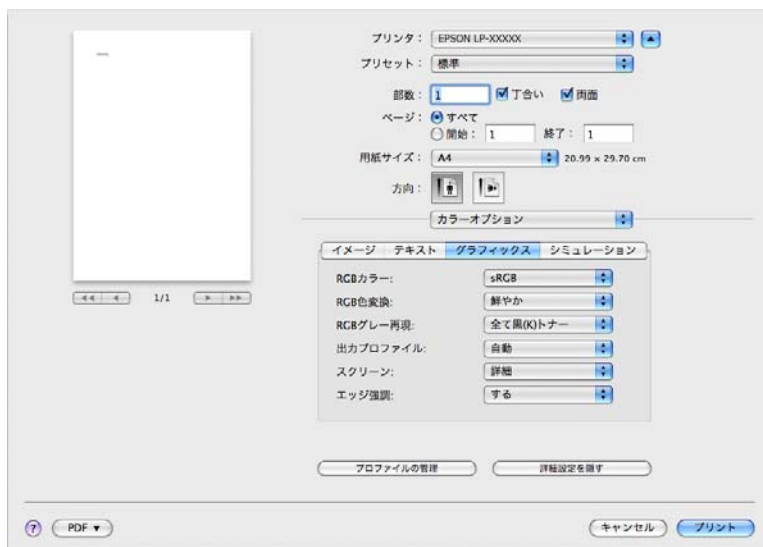 プリンタ： EPSON LP-XXXXX
プリセット： 標準
部数： 1 丁合い 両面
ページ： すべて
開始： 1 終了： 1
用紙サイズ： A4 20.99 × 29.70 cm
方向：
カラーオプション
イメージ テキスト グラフィックス シミュレーション
RGBカラー: sRGB
RGB色変換: 鮮やか
RGBグレー再現: 全て黒(K)トナー
出力プロファイル: 自動
スクリーン: 詳細
エッジ強調: する
1/1
プロファイルの管理 詳細設定を隠す
? PDF ▼ キャンセル プリント